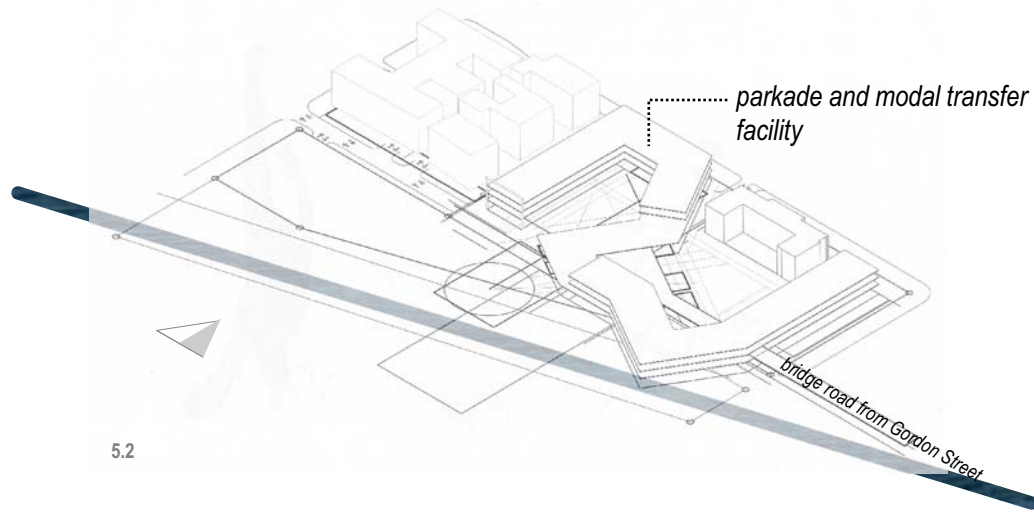 parkade and modal transfer
facility
bridge road from Gordon Street
5.2